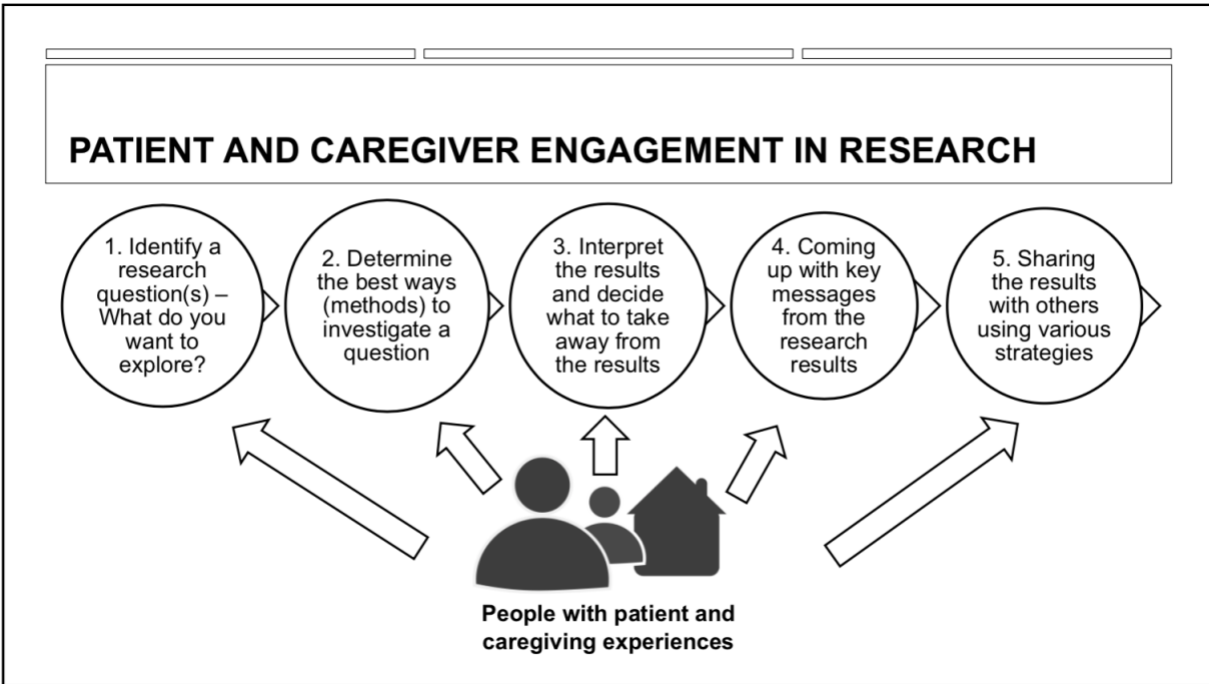 PATIENT AND CAREGIVER ENGAGEMENT IN RESEARCH
1. Identify a
research
question(s) –
What do you
want to
explore?
2. Determine
the best ways
(methods) to
investigate a
question
3. Interpret
the results
and decide
what to take
away from
the results
4. Coming
up with key
messages
from the
research
results
5. Sharing
the results
with others
using various
strategies
People with patient and
caregiving experiences